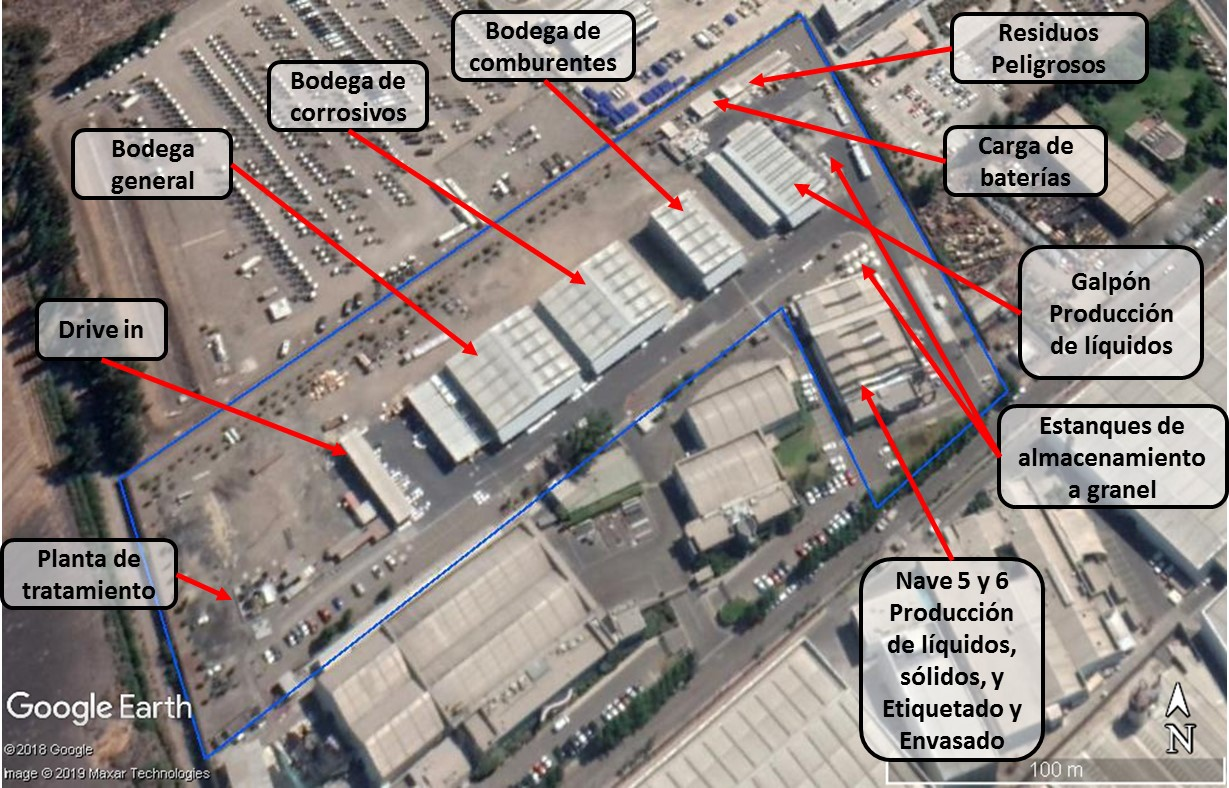 Bodega de
comburentes
Residuos
Peligrosos
Bodega de
corrosivos
Bodega
general
Carga de
baterías
Galpón
Producción
de líquidos
Drive in
Estanques de
almacenamiento
a granel
Planta de
tratamiento
Nave 5 y 6
Producción
de líquidos,
sólidos, y
Etiquetado y
Envasado
Google Earth
©2018 Google
Image © 2019 Maxar Technologies
N
100 m